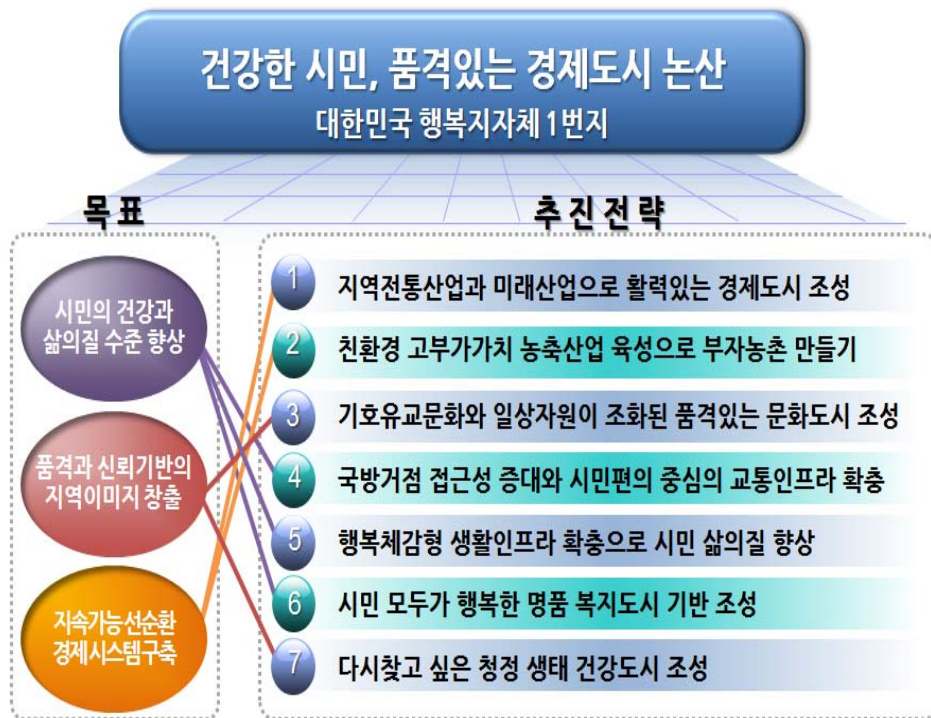 건강한 시민, 품격있는 경제도시 논산
대한민국 행복지자체 1번지
목 표
추 진 전 략
시민의 건강과
삶의질 수준 향상
품격과 신뢰기반의
지역이미지 창출
지속가능 선순환
경제시스템구축
1 지역전통산업과 미래산업으로 활력있는 경제도시 조성
2 친환경 고부가가치 농축산업 육성으로 부자농촌 만들기
3 기호유교문화와 일상자원이 조화된 품격있는 문화도시 조성
4 국방거점 접근성 증대와 시민편의 중심의 교통인프라 확충
5 행복체감형 생활인프라 확충으로 시민 삶의질 향상
6 시민 모두가 행복한 명품 복지도시 기반 조성
7 다시찾고 싶은 청정 생태 건강도시 조성